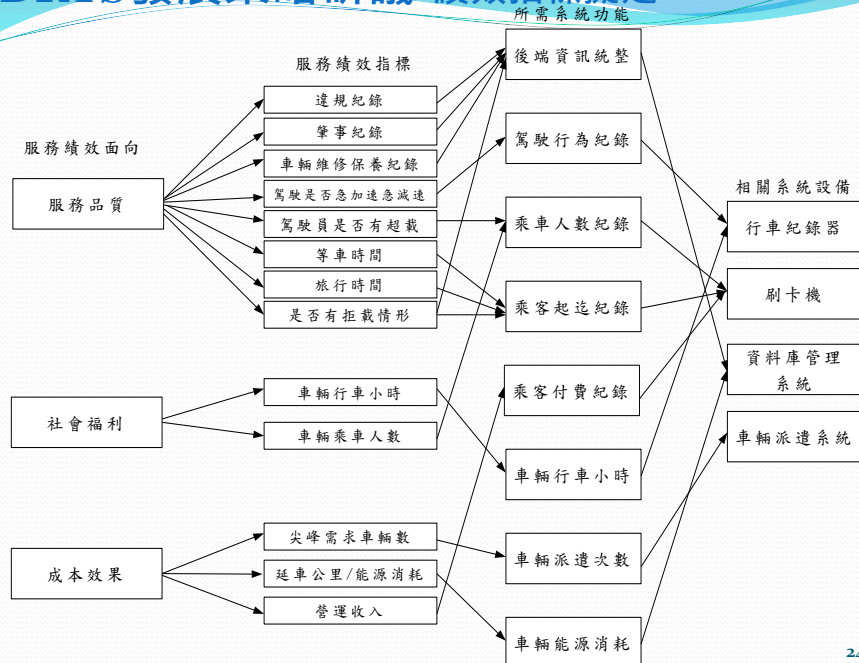 所需系統功能
服務績效指標
服務績效面向
相關系統設備
服務品質
社會福利
成本效果
違規紀錄
肇事紀錄
車輛維修保養紀錄
駕駛是否急加速急減速
駕駛員是否有超載
等車時間
旅行時間
是否有拒載情形
車輛行車小時
車輛乘車人數
尖峰需求車輛數
延車公里/能源消耗
營運收入
後端資訊統整
駕駛行為紀錄
乘車人數紀錄
乘客起迄紀錄
乘客付費紀錄
車輛行車小時
車輛派遣次數
車輛能源消耗
行車紀錄器
刷卡機
資料庫管理
系統
車輛派遣系統
24